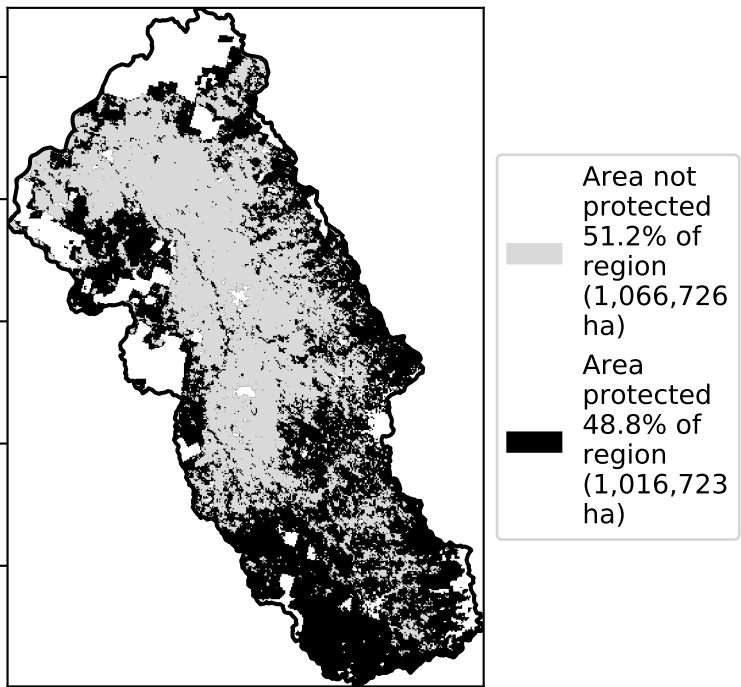 Area not
protected
51.2% of
region
(1,066,726
ha)
Area
protected
48.8% of
region
(1,016,723
ha)